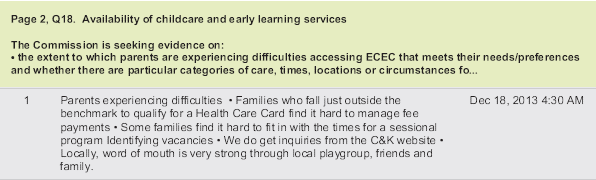 Page 2, Q18. Availability of childcare and early learning services
The Commission is seeking evidence on:
• the extent to which parents are experiencing difficulties accessing ECEC that meets their needs/preferences
and whether there are particular categories of care, times, locations or circumstances fo...
1 Parents experiencing difficulties • Families who fall just outside the Dec 18, 2013 4:30 AM
benchmark to qualify for a Health Care Card find it hard to manage fee
payments • Some families find it hard to fit in with the times for a sessional
program Identifying vacancies • We do get inquiries from the C&K website •
Locally, word of mouth is very strong through local playgroup, friends and
family.